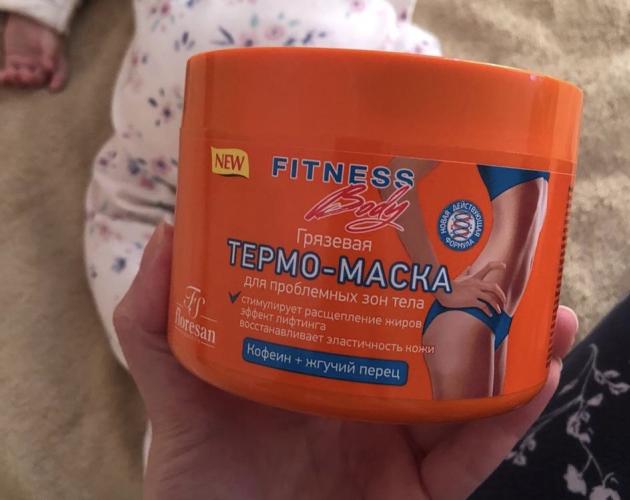 NEW
FITNESS
Body
Грязевая
ТЕРМО-МАСКА
для проблемных зон тела
стимулирует расщепление жиров
эффект лифтинга
восстанавливает эластичность кожи
Кофеин + жгучий перец
FS
Floresan
НОВАЯ ДЕЙСТВУЮЩАЯ
ФОРМУЛА